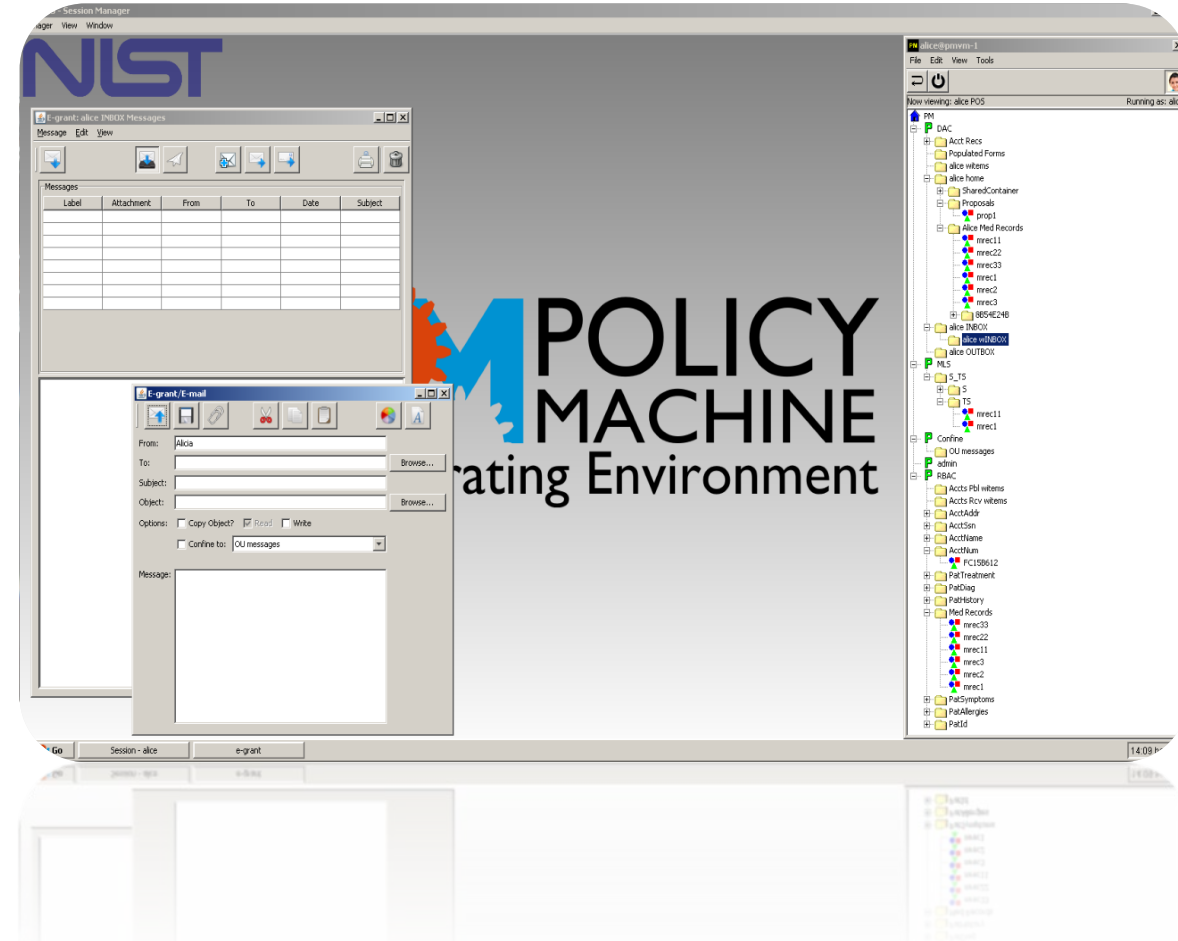 - Session Manager
ager View Window
NIST
E-grant: alice INBOX Messages
Message Edit View
Messages
Label Attachment From To Date Subject
POLICY
MACHINE
rating Environment
E-grant/E-mail
From: Alicia
To: Browse...
Subject:
Object: Browse...
Options: Copy Object? Read Write
Confine to: OU messages
Message:
PM alice@pmvm-1
File Edit View Tools
Now viewing: alice POS Running as: alic
PM
DAC
Acct Recs
Populated Forms
alice witems
alice home
SharedContainer
Proposals
prop1
Alice Med Records
mrec11
mrec22
mrec33
mrec1
mrec2
mrec3
8B54E24B
alice INBOX
alice wINBOX
alice OUTBOX
MLS
S_TS
S
TS
mrec11
mrec1
Confine
OU messages
admin
RBAC
Accts Pbl witems
Accts Rcv witems
AcctAddr
AcctSsn
AcctName
AcctNum
FC15B612
PatTreatment
PatDiag
PatHistory
Med Records
mrec33
mrec22
mrec11
mrec3
mrec2
mrec1
PatSymptoms
PatAllergies
PatId
Go Session - alice e-grant 14:09